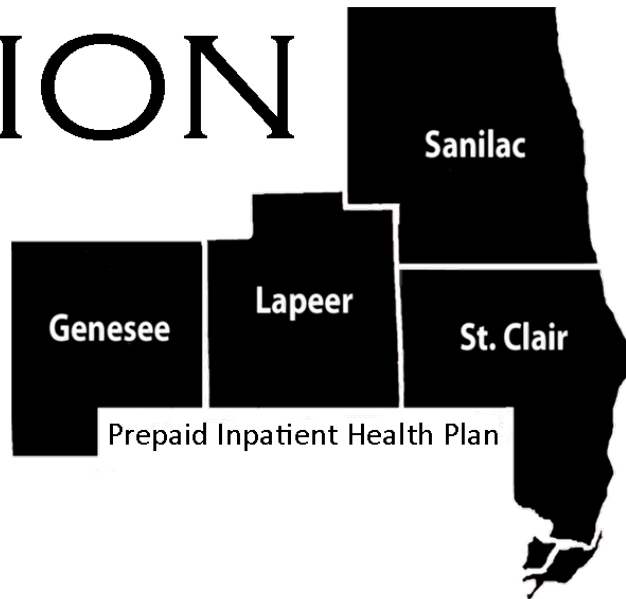 ION
Sanilac
Lapeer
Genesee
St. Clair
Prepaid Inpatient Health Plan